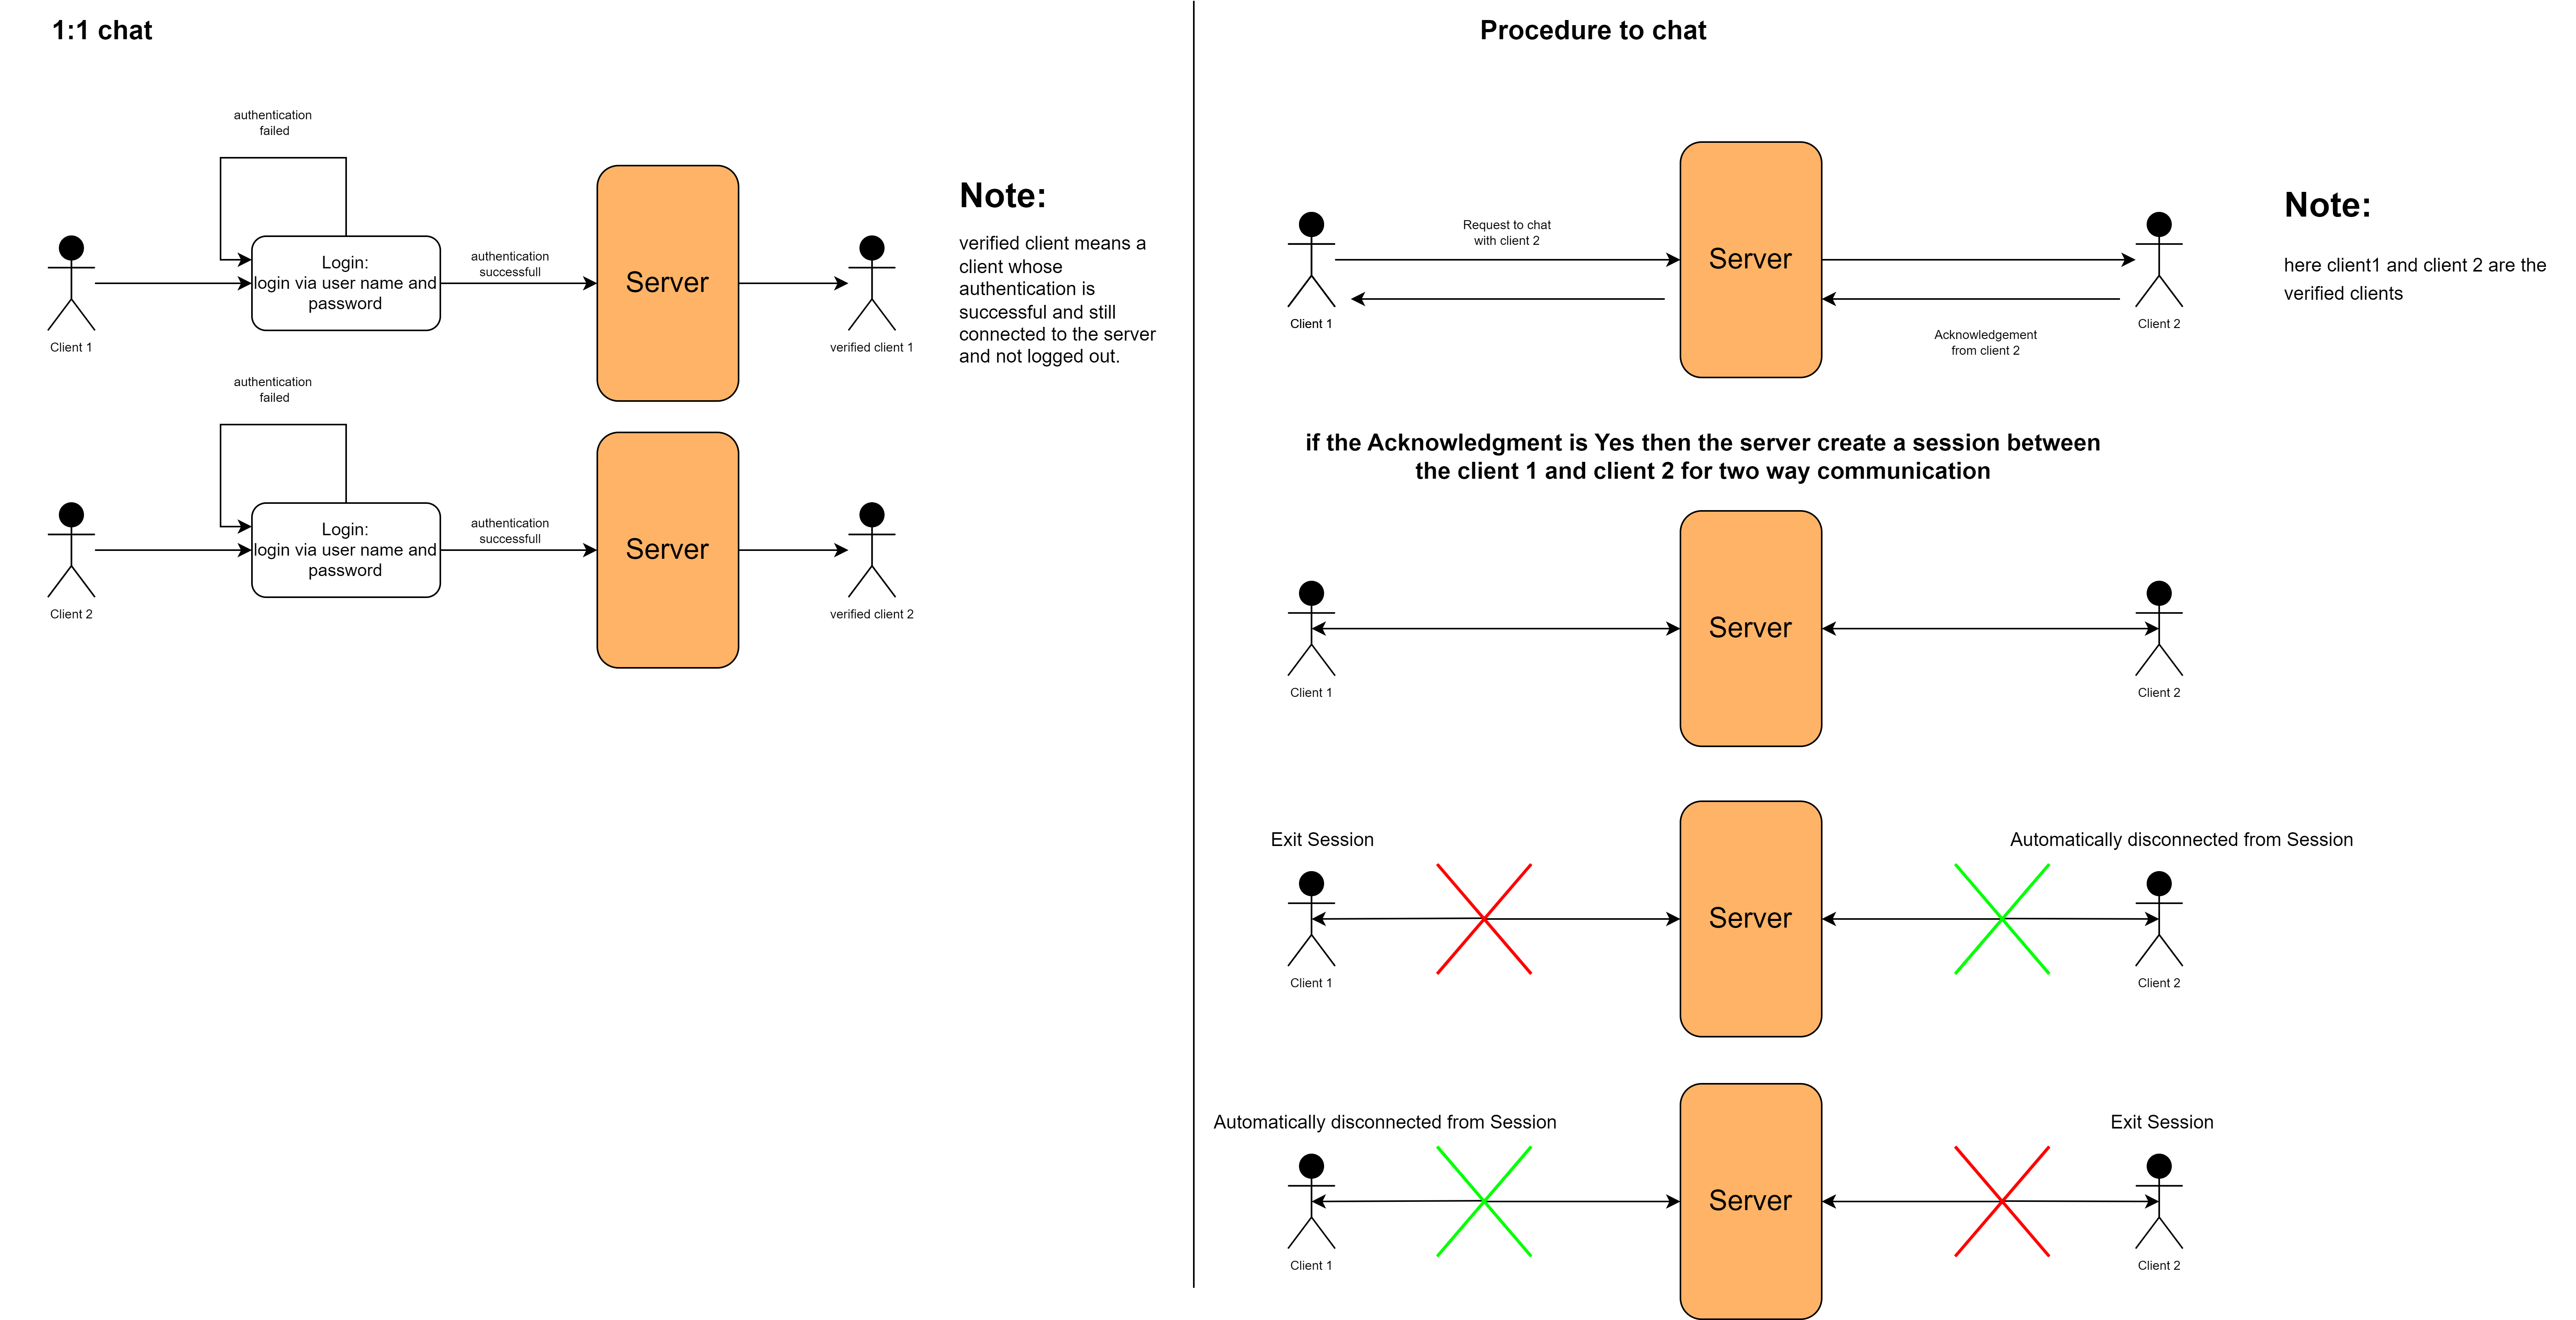 1:1 chat
authentication
failed
Login:
login via user name and
password
authentication
successfull
Server
Client 1
verified client 1
Note:
verified client means a
client whose
authentication is
successful and still
connected to the server
and not logged out.
authentication
failed
Login:
login via user name and
password
authentication
successfull
Server
Client 2
verified client 2
Procedure to chat
Request to chat
with client 2
Server
Client 1
Acknowledgement
from client 2
Client 2
Note:
here client1 and client 2 are the
verified clients
if the Acknowledgment is Yes then the server create a session between
the client 1 and client 2 for two way communication
Server
Client 1
Client 2
Exit Session
Automatically disconnected from Session
Server
Client 1
Client 2
Automatically disconnected from Session
Exit Session
Server
Client 1
Client 2